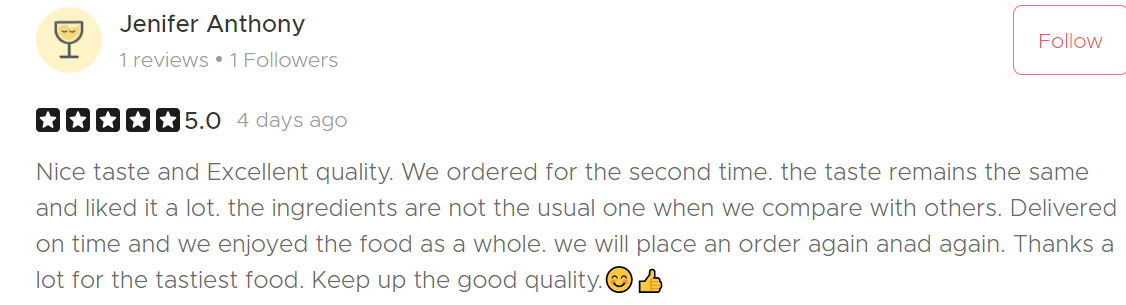 Jenifer Anthony
1 reviews • 1 Followers
Follow
5.0 4 days ago
Nice taste and Excellent quality. We ordered for the second time. the taste remains the same
and liked it a lot. the ingredients are not the usual one when we compare with others. Delivered
on time and we enjoyed the food as a whole. we will place an order again anad again. Thanks a
lot for the tastiest food. Keep up the good quality.😊👍